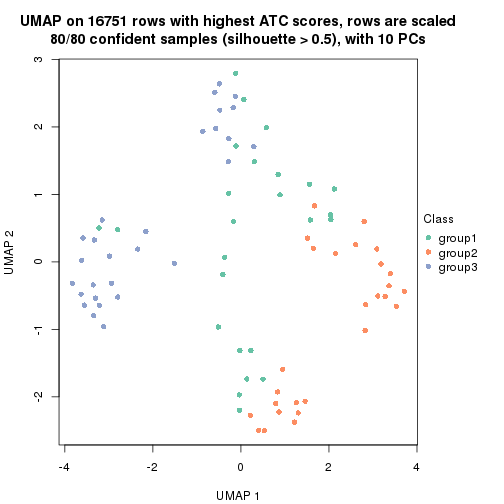 UMAP on 16751 rows with highest ATC scores, rows are scaled
80/80 confident samples (silhouette > 0.5), with 10 PCs
3
2
1
0
-1
-2
UMAP 2
-4
-2
0
2
4
UMAP 1
Class
group1
group2
group3